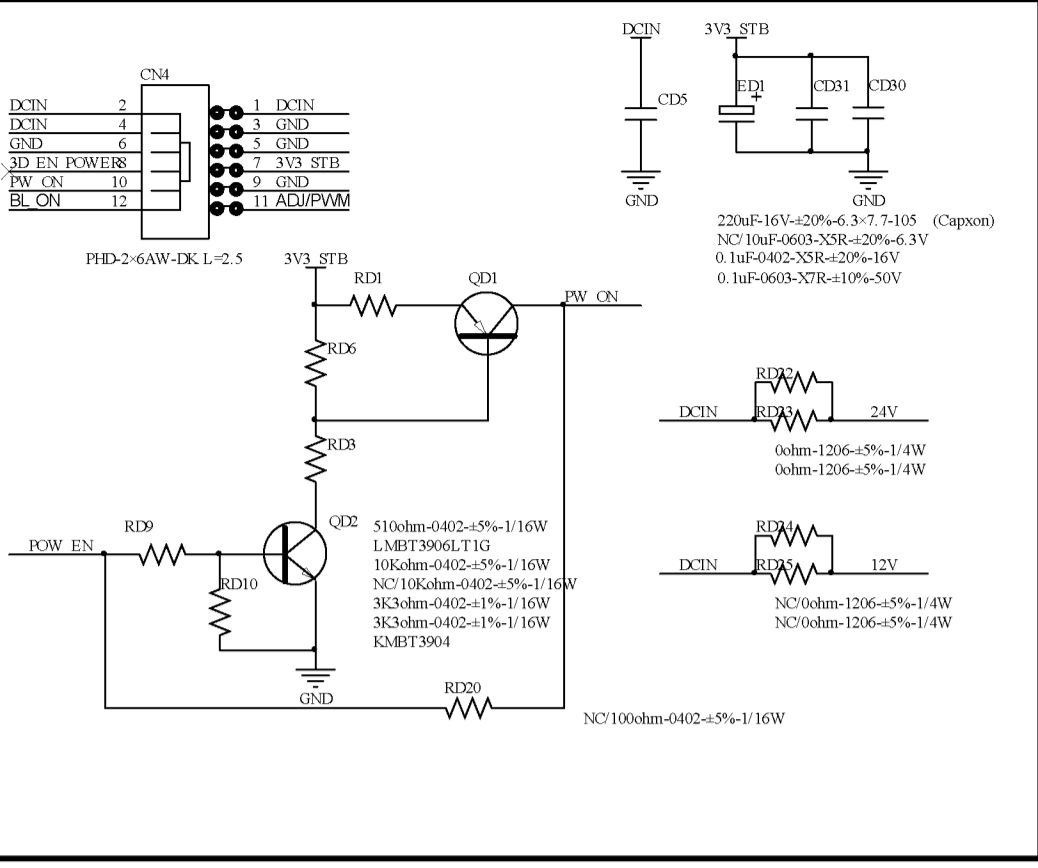 DCIN
3V3 STB
CN4
ED1
+
CD31
CD30
CD5
DCIN 2
1 DCIN
DCIN 4
3 GND
GND 6
5 GND
3D EN POWER8
7 3V3 STB
PW ON 10
9 GND
BL_ON 12
11 ADJ/PWM
GND
GND
220uF-16V-±20%-6.3×7.7-105 (Capxon)
NC/10uF-0603-X5R-±20%-6.3V
0.1uF-0402-X5R-±20%-16V
0.1uF-0603-X7R-±10%-50V
PHD-2×6AW-DK L=2.5
3V3 STB
RD1
QD1
PW ON
RD6
RD22
DCIN
RD23
24V
RD3
0ohm-1206-±5%-1/4W
0ohm-1206-±5%-1/4W
RD9
QD2
POW EN
RD10
510ohm-0402-±5%-1/16W
LMBT3906LT1G
10Kohm-0402-±5%-1/16W
NC/10Kohm-0402-±5%-1/16W
3K3ohm-0402-±1%-1/16W
3K3ohm-0402-±1%-1/16W
KMBT3904
RD24
DCIN
RD25
12V
NC/0ohm-1206-±5%-1/4W
NC/0ohm-1206-±5%-1/4W
GND
RD20
NC/100ohm-0402-±5%-1/16W